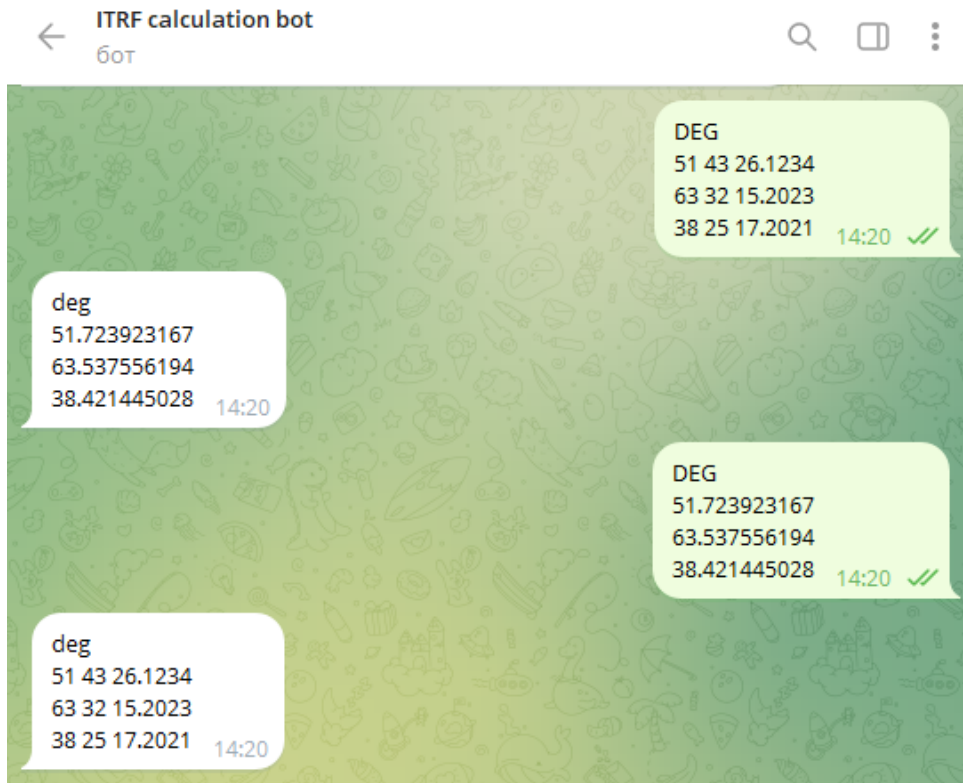 ITRF calculation bot
бот
DEG
51 43 26.1234
63 32 15.2023
38 25 17.2021
14:20
deg
51.723923167
63.537556194
38.421445028
14:20
DEG
51.723923167
63.537556194
38.421445028
14:20
deg
51 43 26.1234
63 32 15.2023
38 25 17.2021
14:20